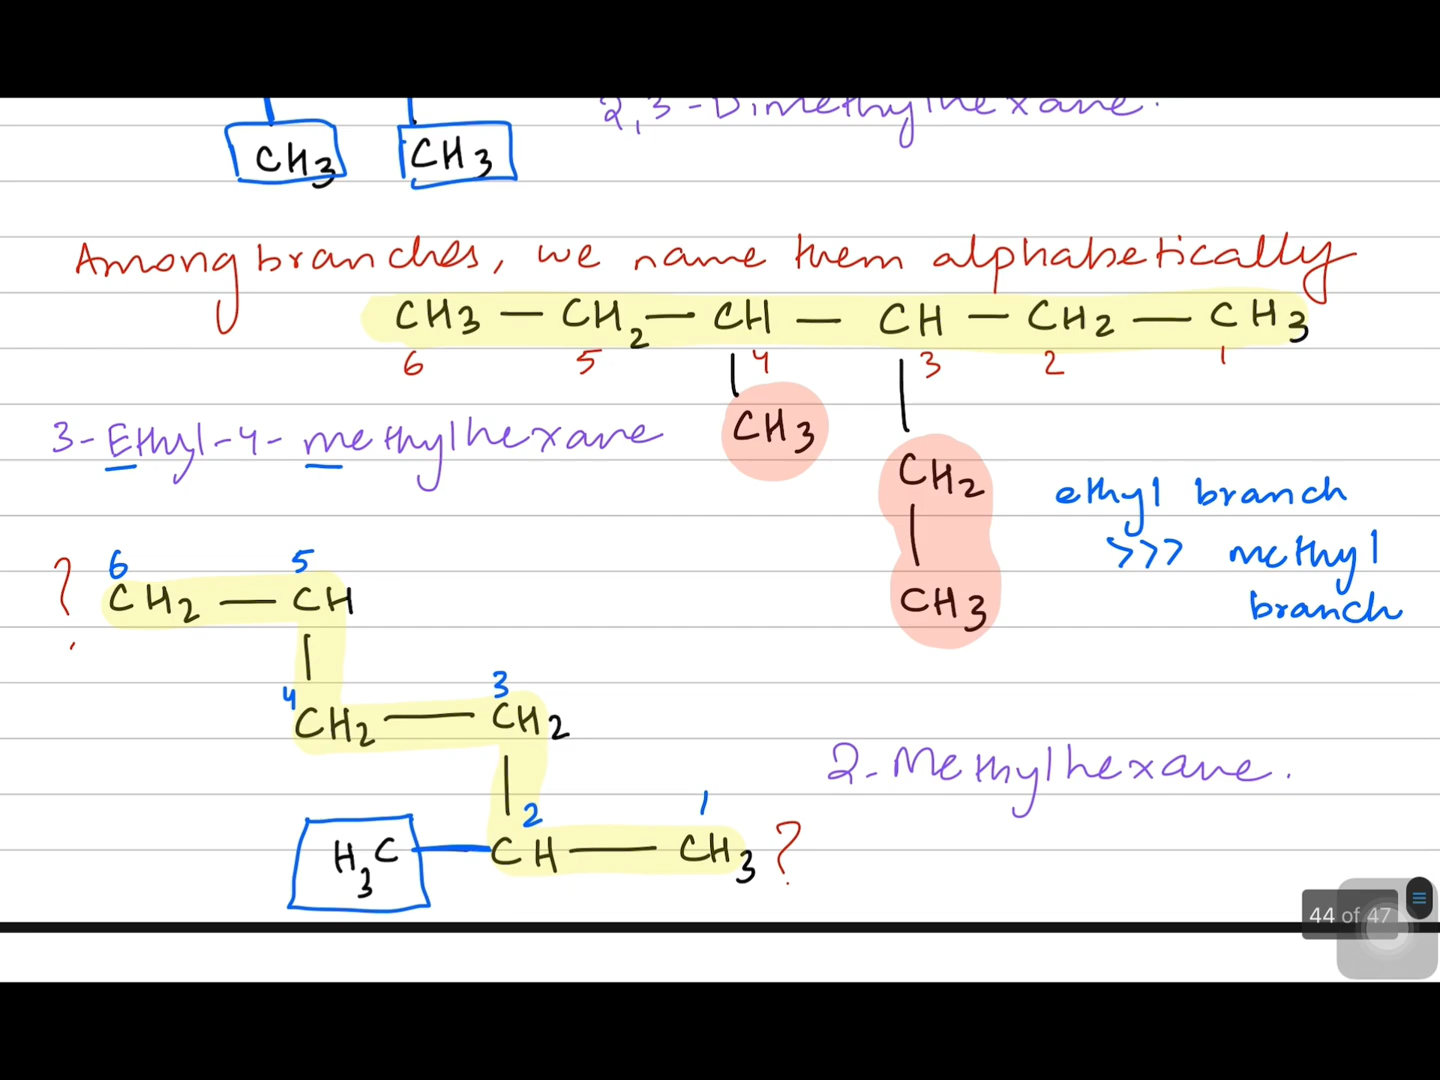 2,3-Dimethylhexane.
CH3 CH3
Among branches, we name them alphabetically
CH3 — CH2 — CH — CH — CH2 — CH3
6 5 4 3 2 1
3-Ethyl-4-methylhexane
CH3
CH2
CH3
ethyl branch
>>> methyl
branch
6 5
? CH2 — CH
4 3
CH2 — CH2
2-Methylhexane.
2 1
H3C — CH — CH3 ?
44 of 47